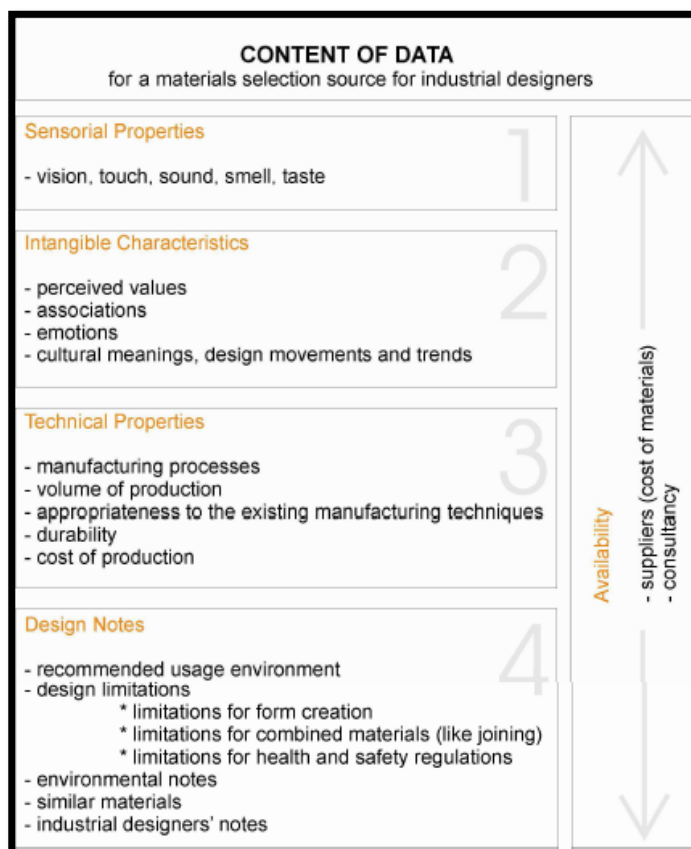 CONTENT OF DATA
for a materials selection source for industrial designers
Sensorial Properties
1
- vision, touch, sound, smell, taste
Intangible Characteristics
2
- perceived values
- associations
- emotions
- cultural meanings, design movements and trends
Technical Properties
3
- manufacturing processes
- volume of production
- appropriateness to the existing manufacturing techniques
- durability
- cost of production
Design Notes
4
- recommended usage environment
- design limitations
* limitations for form creation
* limitations for combined materials (like joining)
* limitations for health and safety regulations
- environmental notes
- similar materials
- industrial designers' notes
Availability
- suppliers (cost of materials)
- consultancy